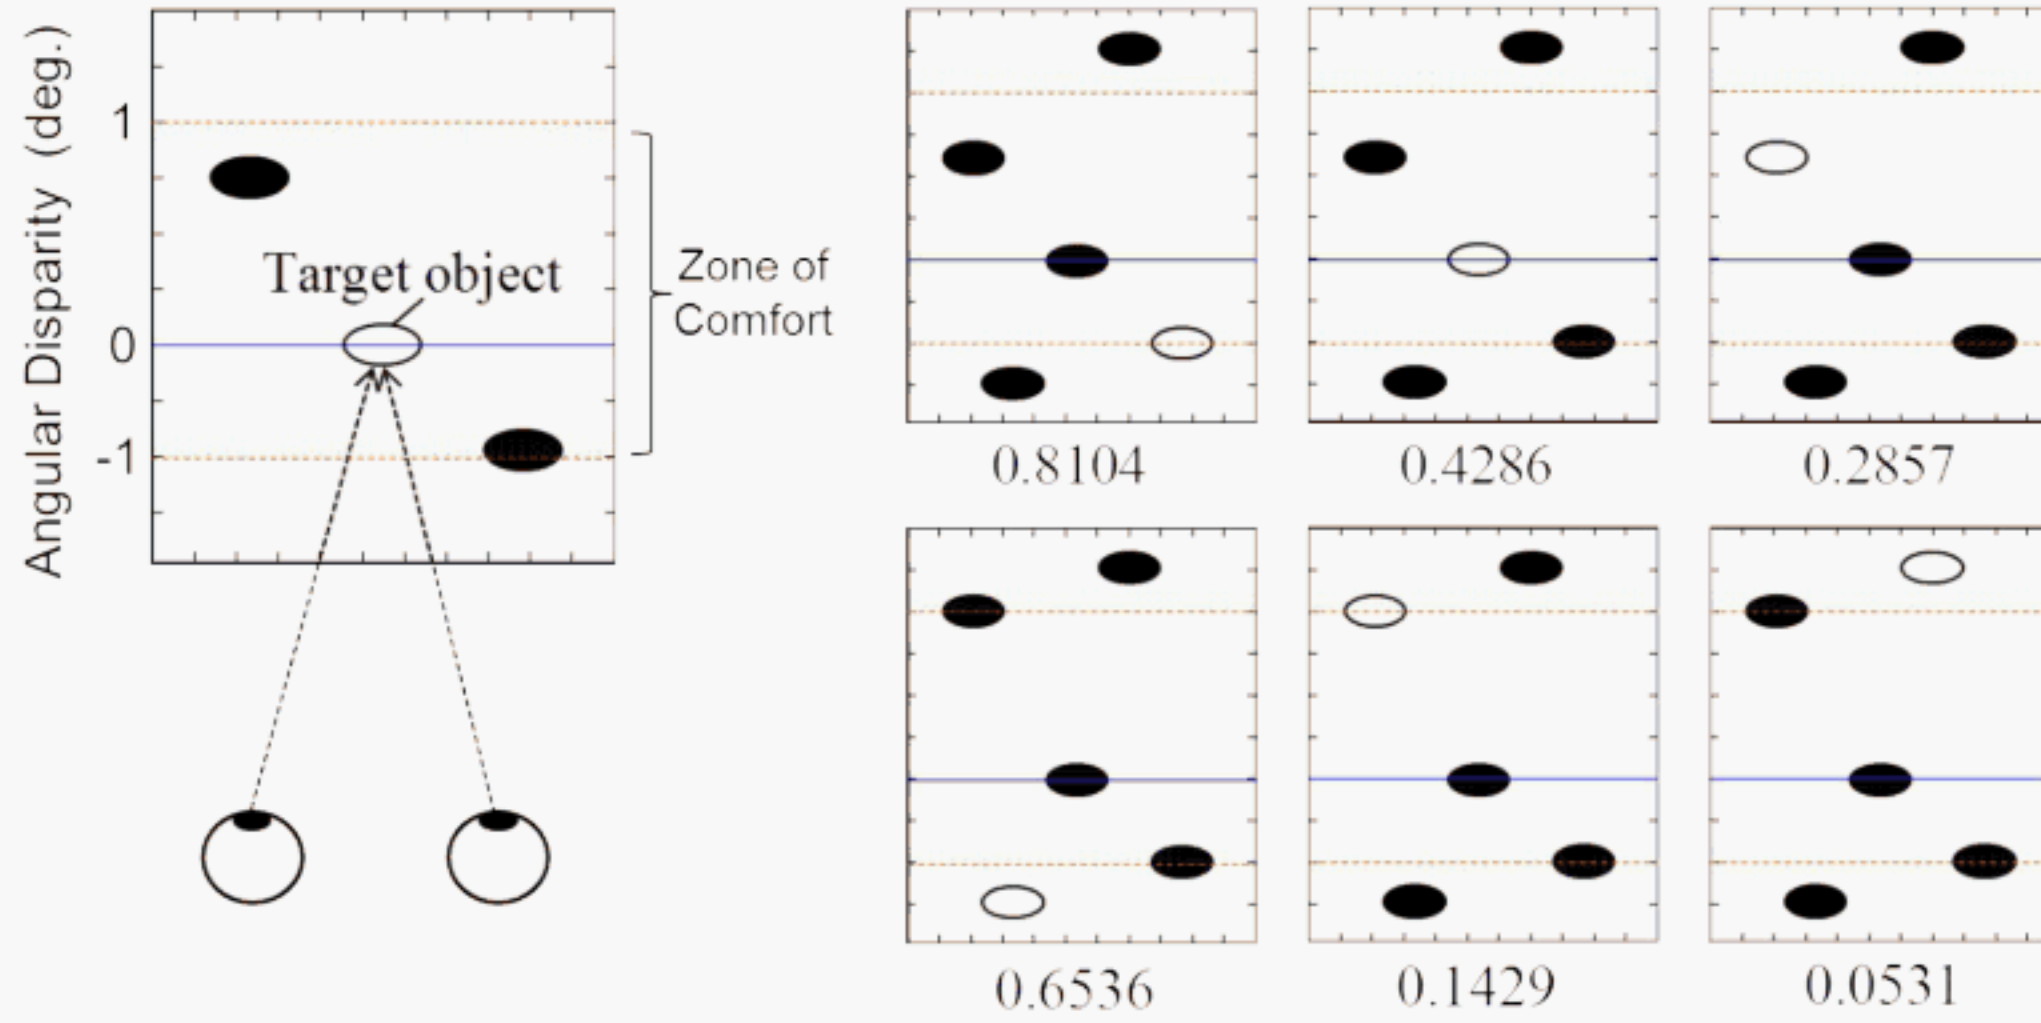 Angular Disparity (deg.)
1
0
-1
Target object
Zone of
Comfort
0.8104
0.4286
0.2857
0.6536
0.1429
0.0531